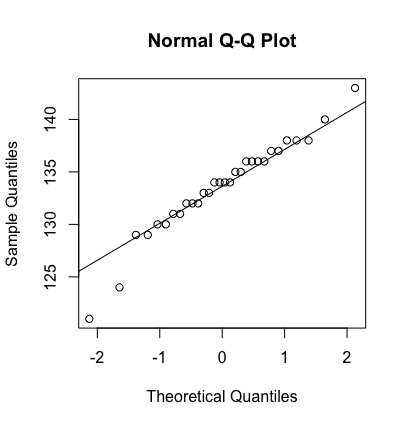 Normal Q-Q Plot
Sample Quantiles
140
135
130
125
-2 -1 0 1 2
Theoretical Quantiles